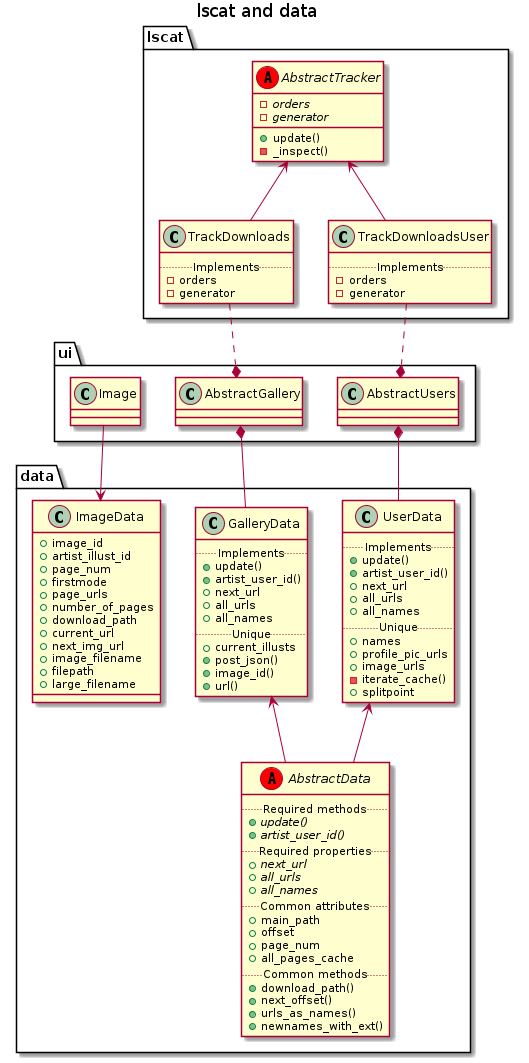 lscat and data
lscat
A AbstractTracker
orders
generator
update()
_inspect()
C TrackDownloads
Implements
orders
generator
C TrackDownloadsUser
Implements
orders
generator
ui
C Image
C AbstractGallery
C AbstractUsers
data
C ImageData
image_id
artist_illust_id
page_num
firstmode
page_urls
number_of_pages
download_path
current_url
next_img_url
image_filename
filepath
large_filename
C GalleryData
Implements
update()
artist_user_id()
next_url
all_urls
all_names
Unique
current_illusts
post_json()
image_id()
url()
C UserData
Implements
update()
artist_user_id()
next_url
all_urls
all_names
Unique
names
profile_pic_urls
image_urls
iterate_cache()
splitpoint
A AbstractData
Required methods
update()
artist_user_id()
Required properties
next_url
all_urls
all_names
Common attributes
main_path
offset
page_num
all_pages_cache
Common methods
download_path()
next_offset()
urls_as_names()
newnames_with_ext()